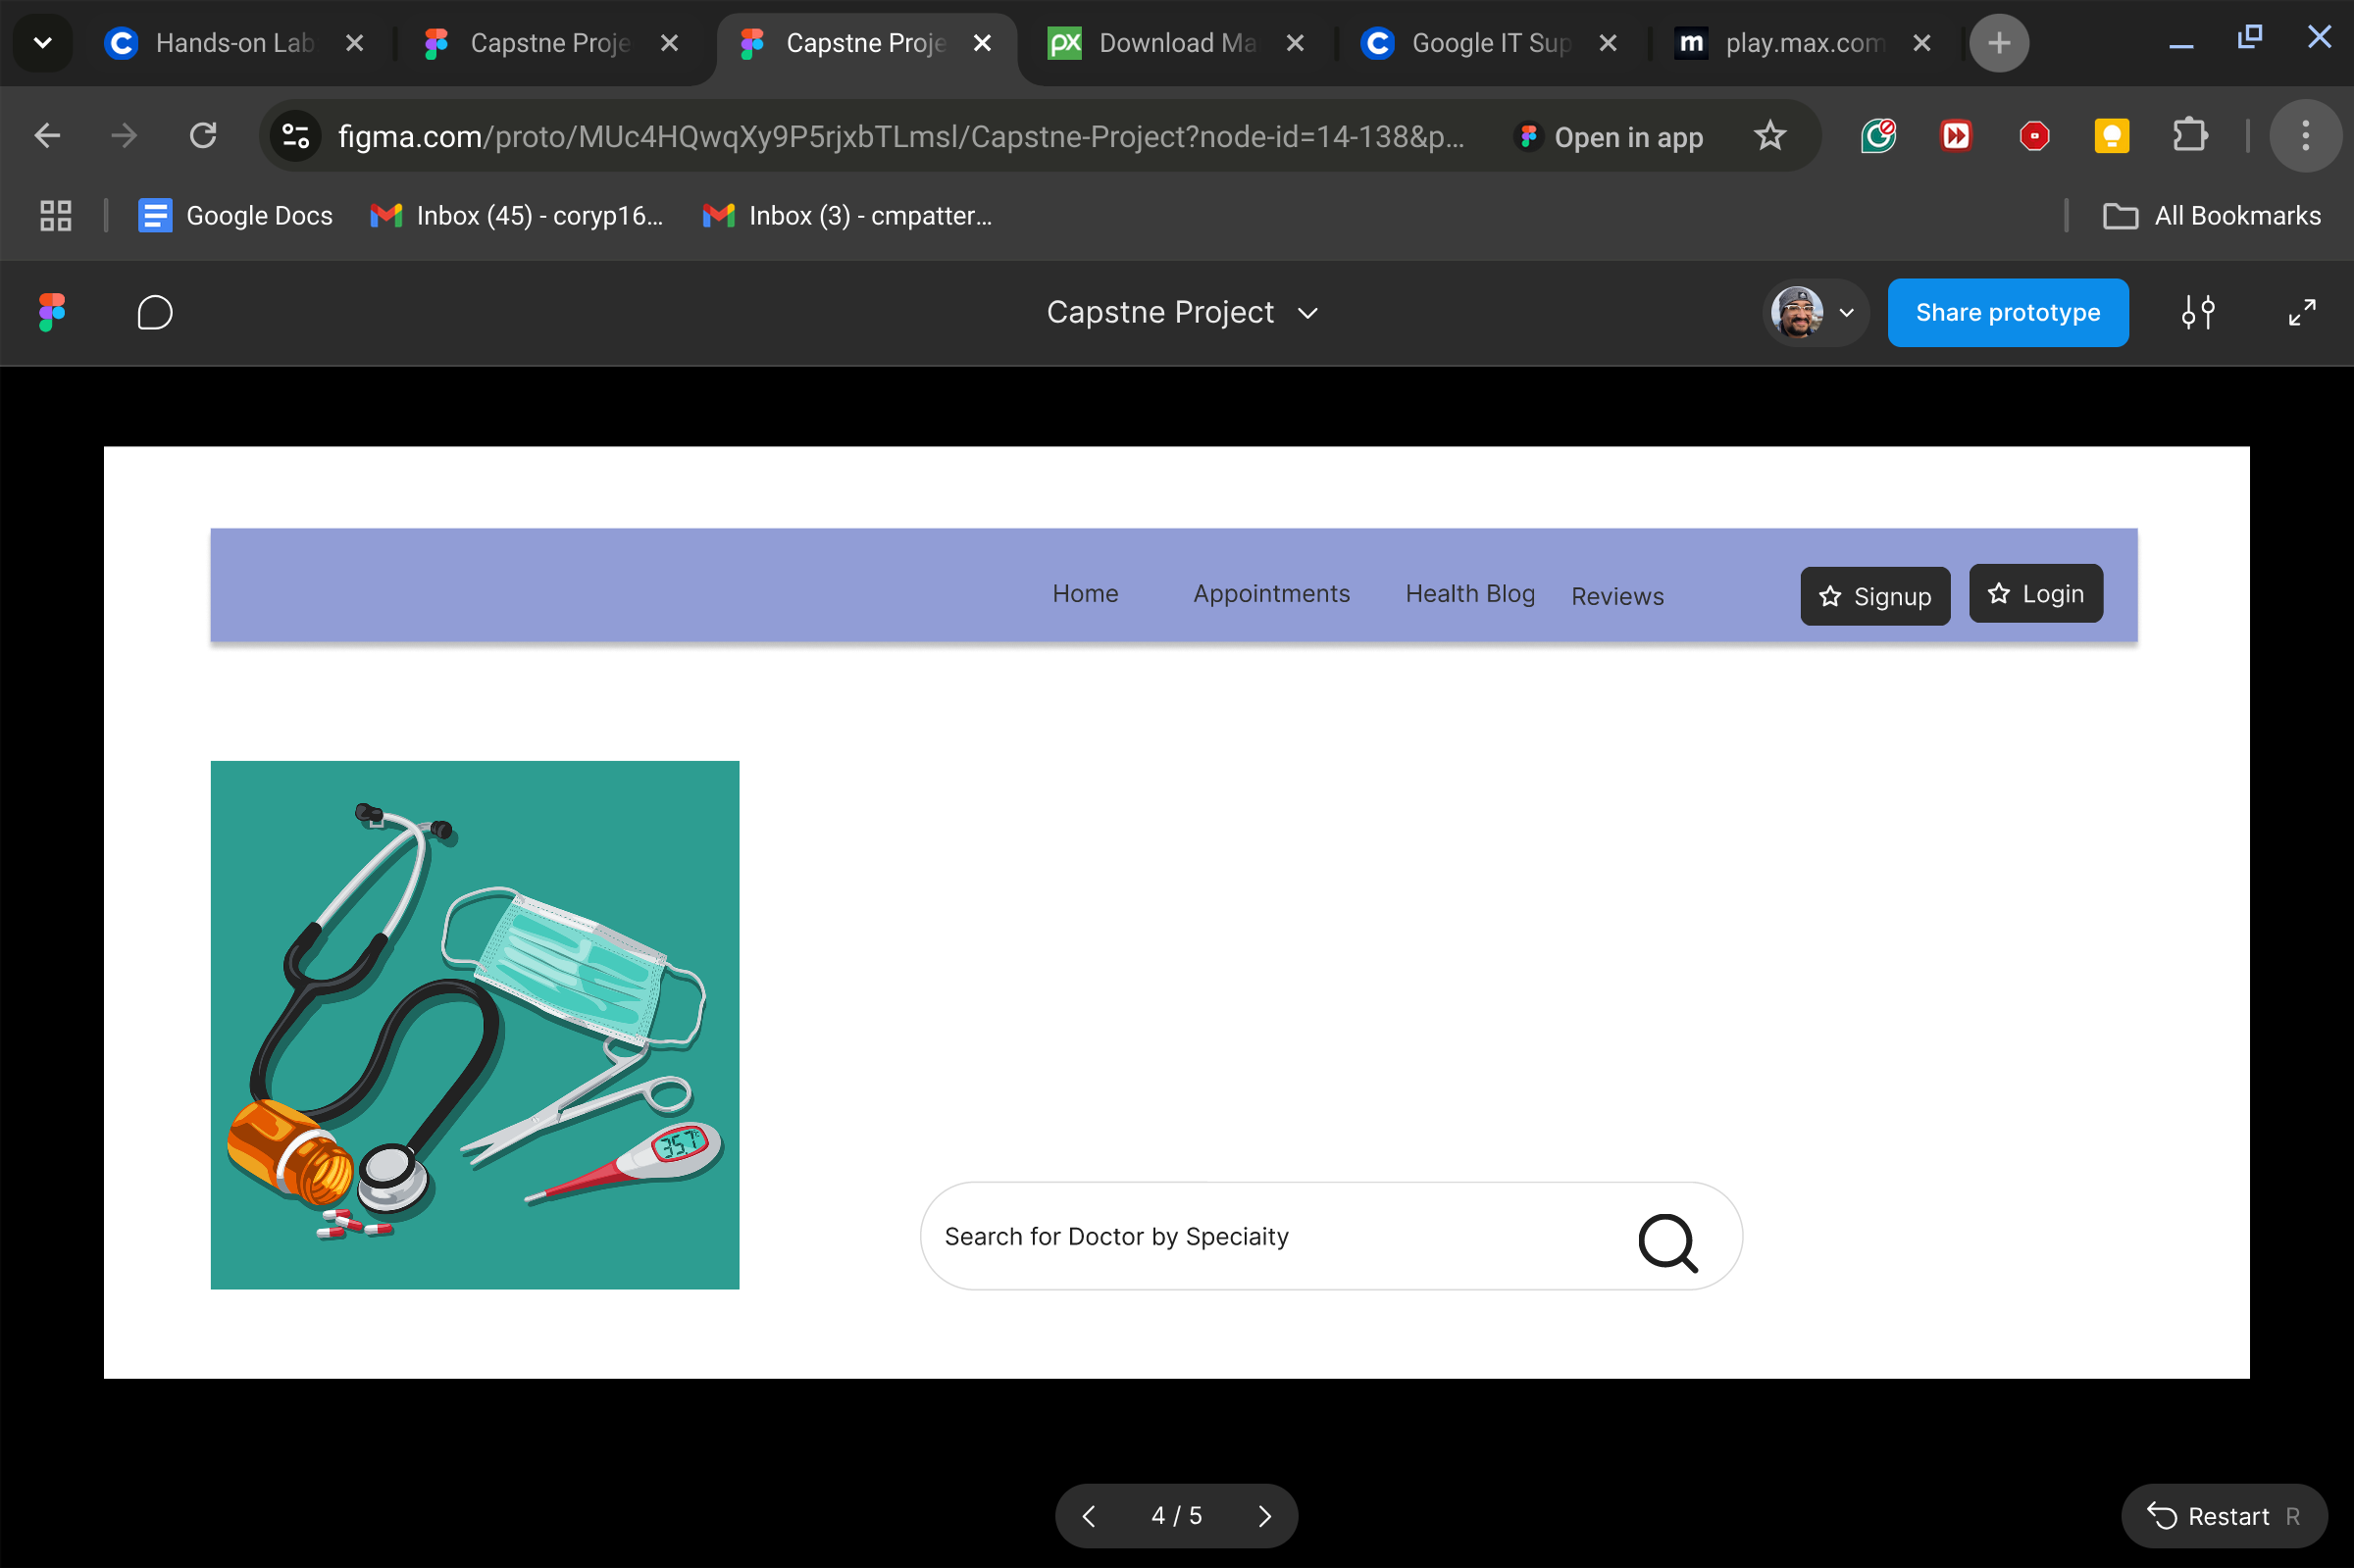 Hands-on Lab
Capstne Proje
Capstne Proje
Download Ma
Google IT Sup
play.max.com
figma.com/proto/MUc4HQwqXy9P5rjxbTLmsl/Capstne-Project?node-id=14-138&p...
Open in app
Google Docs
Inbox (45) - coryp16...
Inbox (3) - cmpatter...
All Bookmarks
Capstne Project
Share prototype
Home
Appointments
Health Blog
Reviews
Signup
Login
35.7°c
Search for Doctor by Speciaity
4 / 5
Restart R